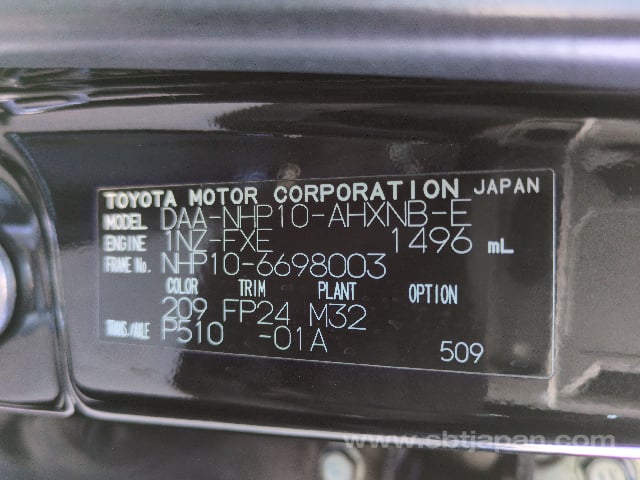 TOYOTA MOTOR CORPORATION JAPAN
MODEL DAA-NHP10-AHXNB-E
ENGINE 1NZ-FXE 1496 mL
FRAME No. NHP10-6698003
COLOR TRIM PLANT OPTION
209 FP24 M32
TRANS/AXLE P510 -01A 509
www.cbtjapan.com